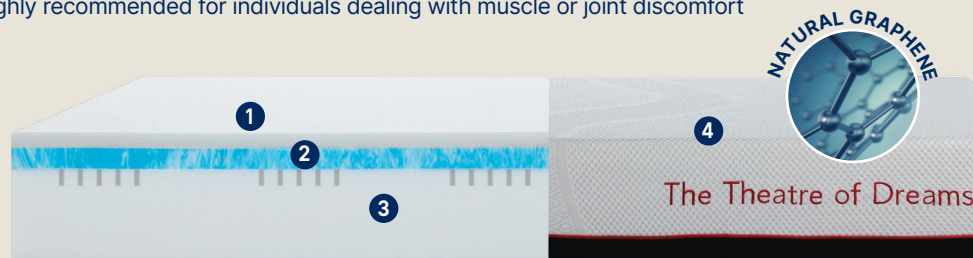 ghly recommended for individuals dealing with muscle or joint discomfort
NATURAL GRAPHENE
1
2
3
4
The Theatre of Dreams